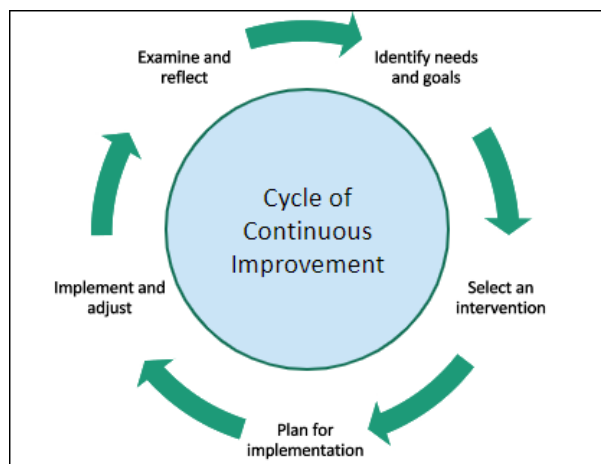 Examine and
reflect
Identify needs
and goals
Cycle of
Continuous
Improvement
Implement and
adjust
Select an
intervention
Plan for
implementation